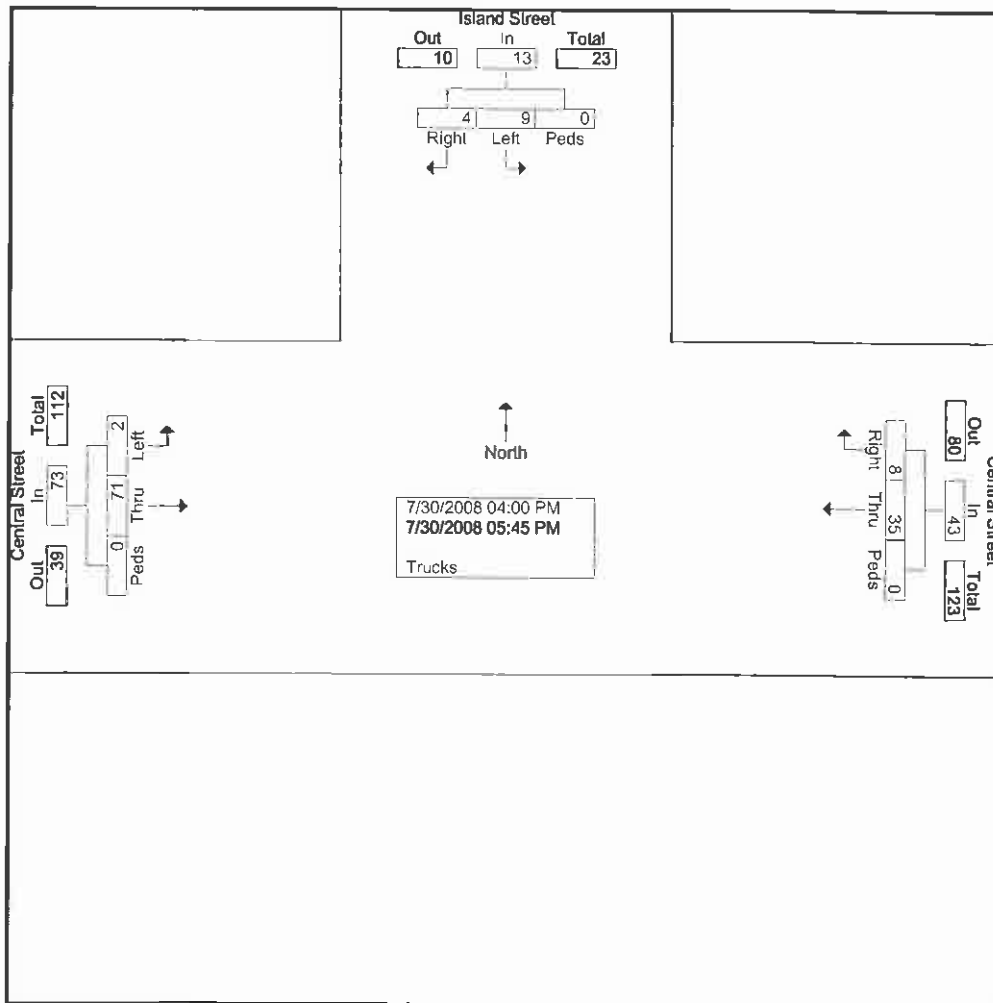 Island Street
Out In Total
10 13 23
4 9 0
Right Left Peds
Central Street
Total In Out
112 73 39
2 71 0
Left Thru Peds
North
7/30/2008 04:00 PM
7/30/2008 05:45 PM
Trucks
Right Thru Peds
8 35 0
Out In Total
80 43 123
Central Street